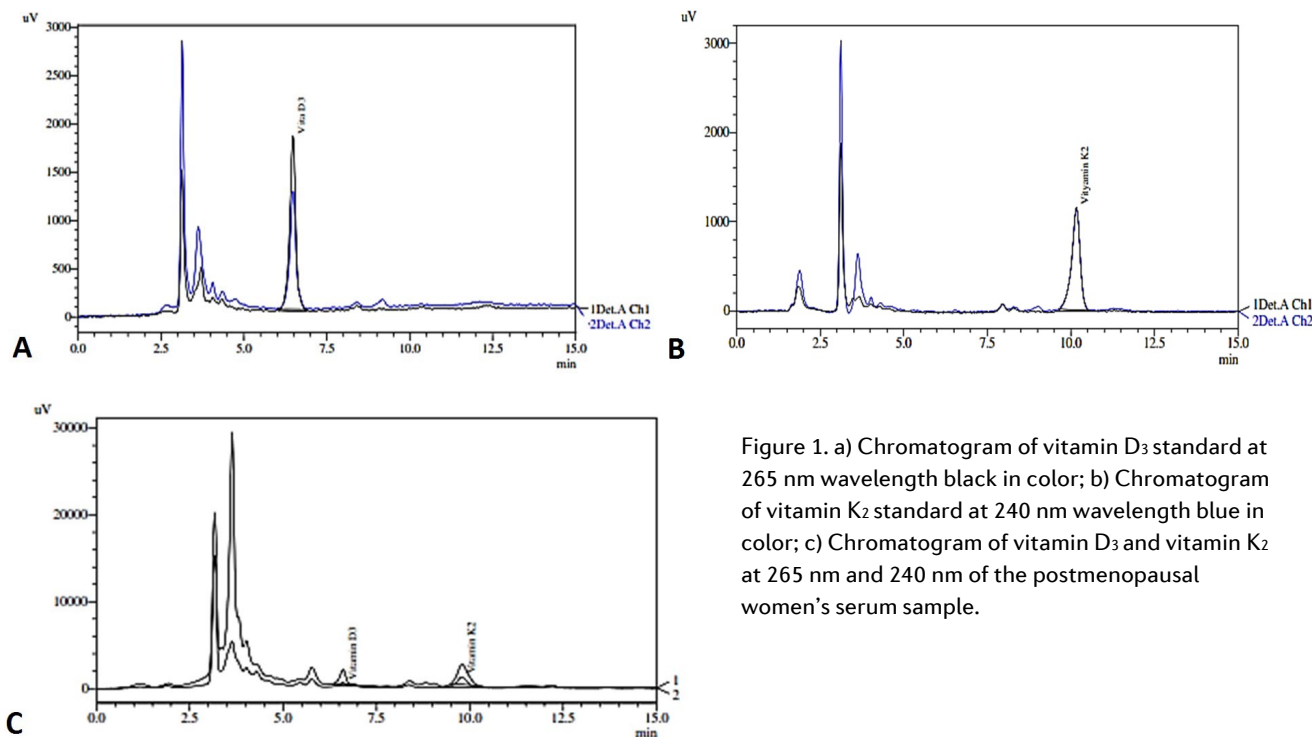 uV
3000
2500
2000
1500
1000
500
0
Vita D3
1Det.A Ch1
2Det.A Ch2
0.0 2.5 5.0 7.5 10.0 12.5 15.0
min
A
uV
3000
2000
1000
0
Vityamin K2
1Det.A Ch1
2Det.A Ch2
0.0 2.5 5.0 7.5 10.0 12.5 15.0
min
B
uV
30000
20000
10000
0
Vitamin D3
Vitamin K2
1
2
0.0 2.5 5.0 7.5 10.0 12.5 15.0
min
C
Figure 1. a) Chromatogram of vitamin D₃ standard at
265 nm wavelength black in color; b) Chromatogram
of vitamin K₂ standard at 240 nm wavelength blue in
color; c) Chromatogram of vitamin D₃ and vitamin K₂
at 265 nm and 240 nm of the postmenopausal
women’s serum sample.